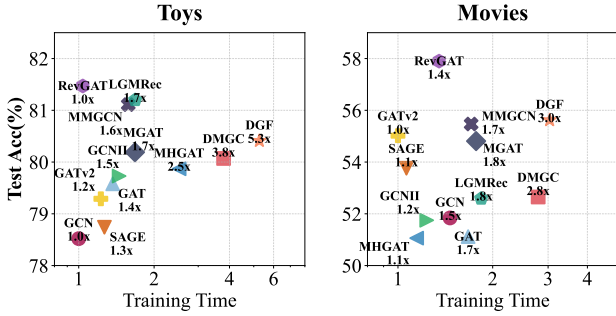 Toys
Test Acc(%)
82
81
80
79
78
RevGAT
1.0x
LGMRec
1.7x
MMGCN
1.6x
MGAT
1.7x
DGF
5.3x
DMGC
3.8x
MHGAT
2.5x
GCNII
1.5x
GATv2
1.2x
GAT
1.4x
GCN
1.0x
SAGE
1.3x
1
2
4
6
Training Time
Movies
58
56
54
52
50
RevGAT
1.4x
DGF
3.0x
GATv2
1.0x
MMGCN
1.7x
SAGE
1.1x
MGAT
1.8x
DMGC
2.8x
LGMRec
1.8x
GCNII
1.2x
GCN
1.5x
GAT
1.7x
MHGAT
1.1x
1
2
3
4
Training Time